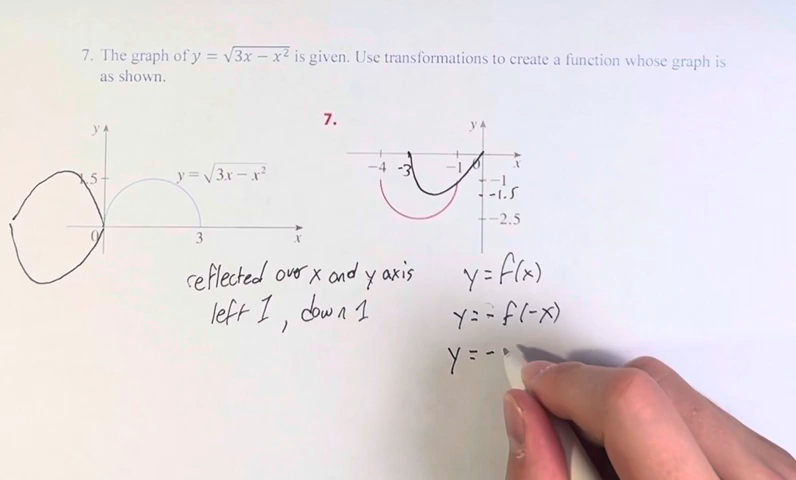 7. The graph of y = √3x − x² is given. Use transformations to create a function whose graph is
as shown.
7.
y
1.5
y = √3x − x²
0
3
x
y
-4
-3
-1
0
x
-1
-1.5
-2.5
reflected over x and y axis
left 1, down 1
y = f(x)
y = - f(-x)
y = -